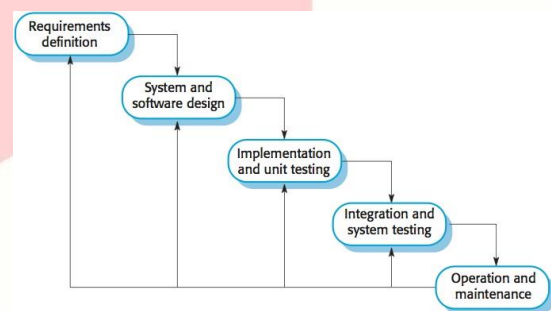 Requirements
definition
System and
software design
Implementation
and unit testing
Integration and
system testing
Operation and
maintenance